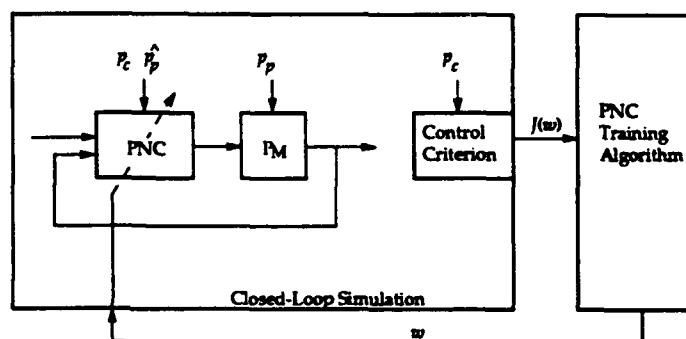 p_c p̂_p
p_p
p_c
PNC
P_M
Control
Criterion
J(w)
PNC
Training
Algorithm
Closed-Loop Simulation
w